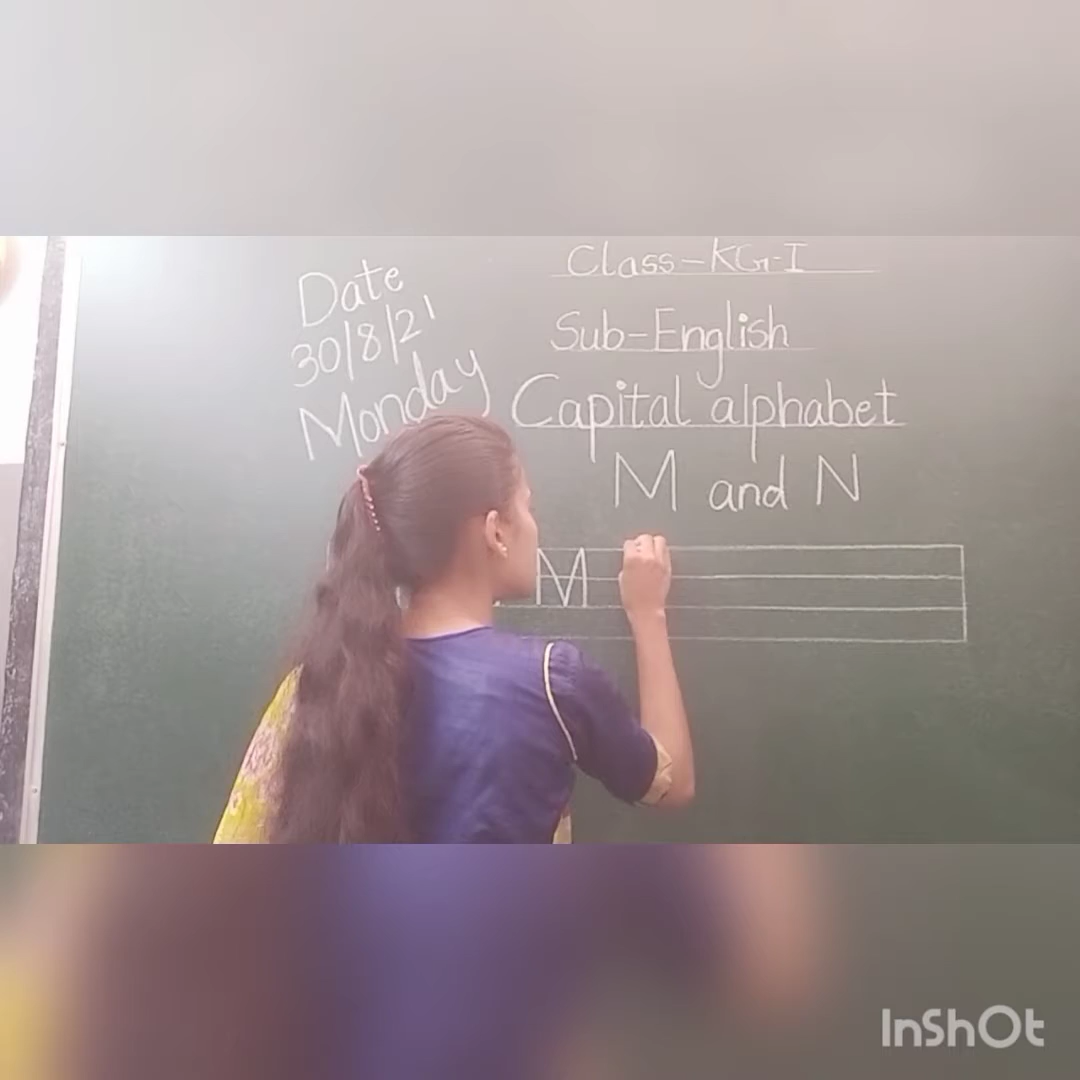 Date
30/8/21
Monday
Class-KG-I
Sub-English
Capital alphabet
M and N
M
InShOt